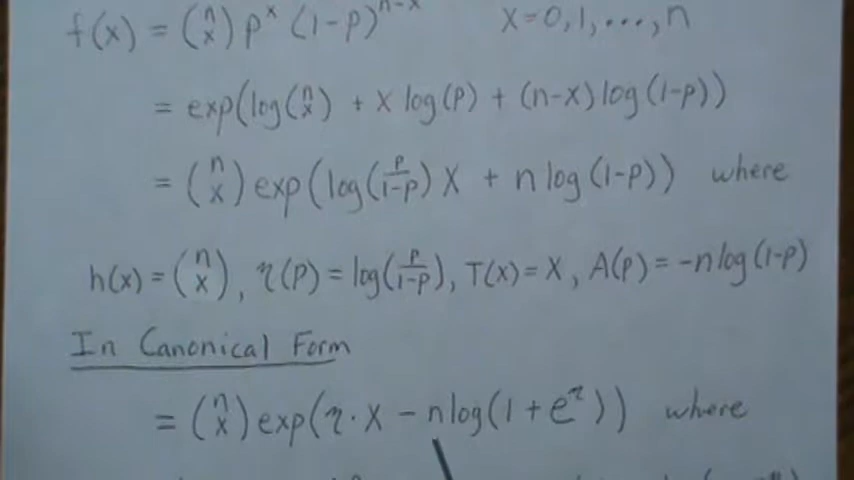 f(x) = (n x) p^x (1-p)^{n-x} x=0,1,...,n
= exp(log(n x) + x log(p) + (n-x) log(1-p))
= (n x) exp(log(p/1-p) x + n log(1-p)) where
h(x) = (n x), η(p) = log(p/1-p), T(x) = x, A(p) = -n log(1-p)
In Canonical Form
= (n x) exp(η·x - n log(1 + e^η)) where